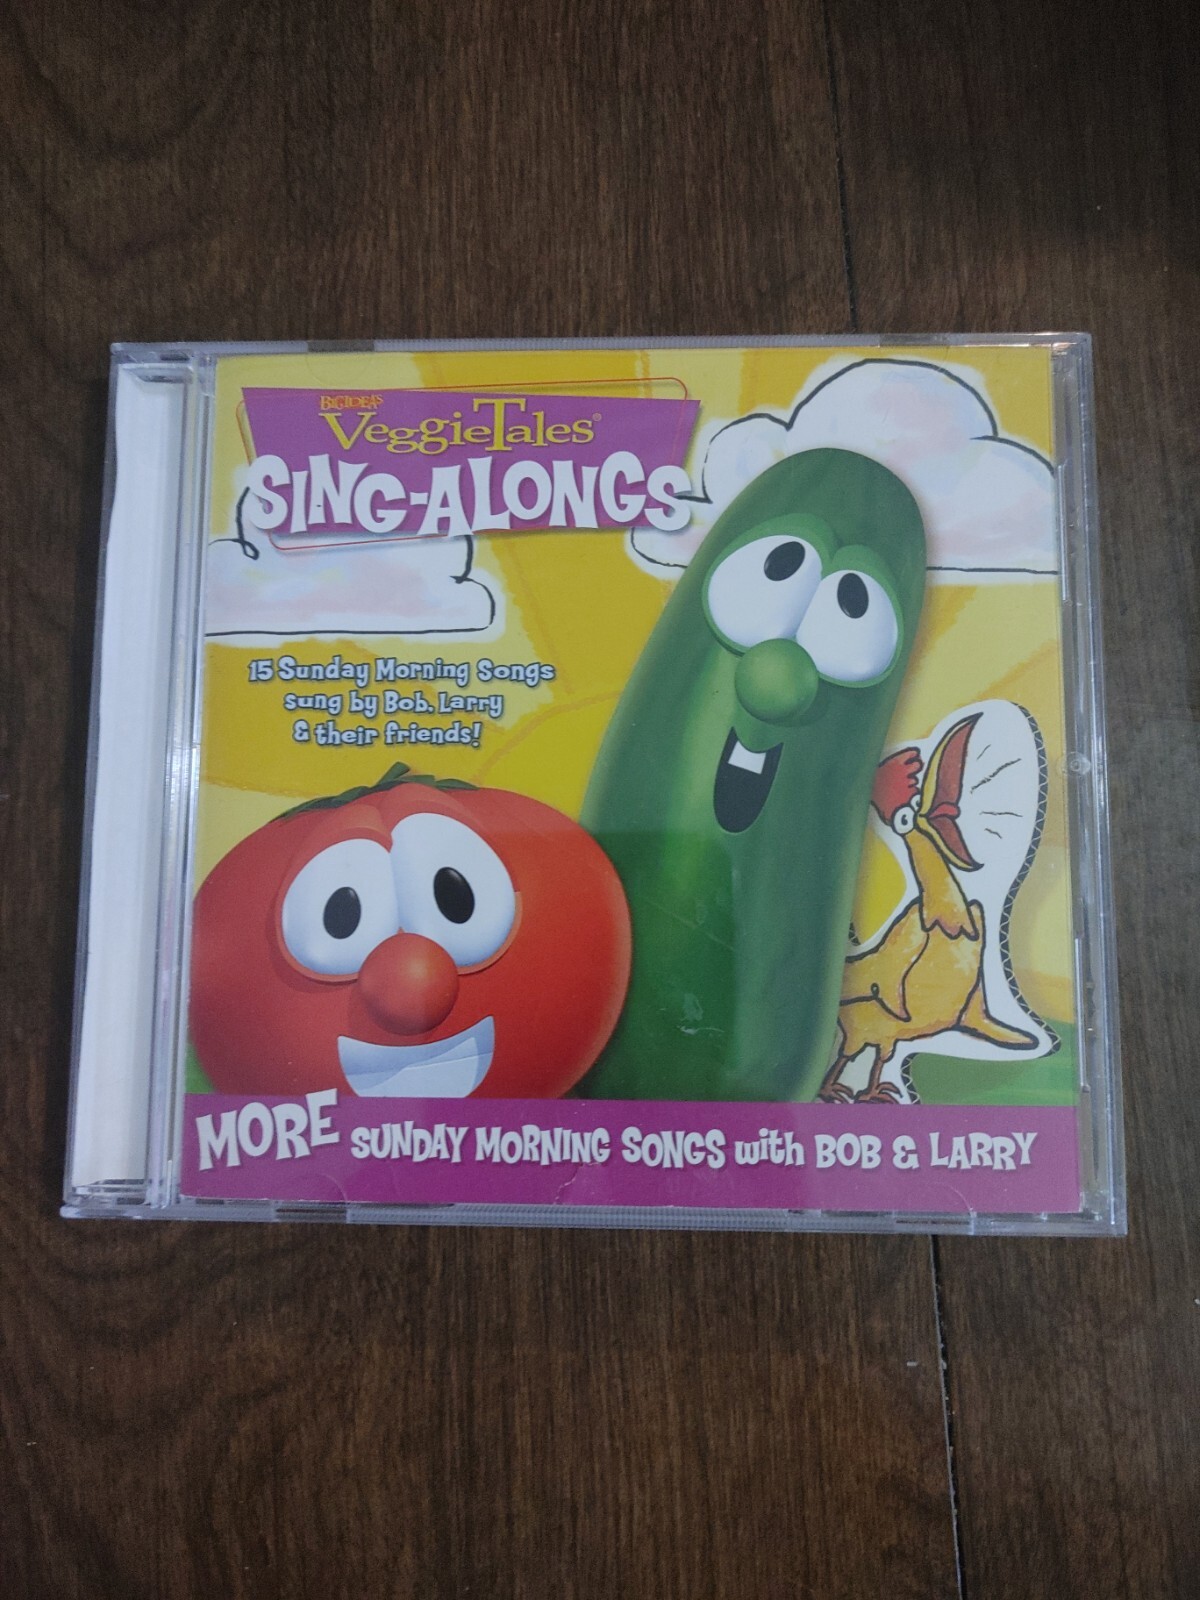 BIG IDEA'S
VeggieTales®
SING-ALONGS
15 Sunday Morning Songs
sung by Bob, Larry
& their friends!
MORE SUNDAY MORNING SONGS with BOB & LARRY